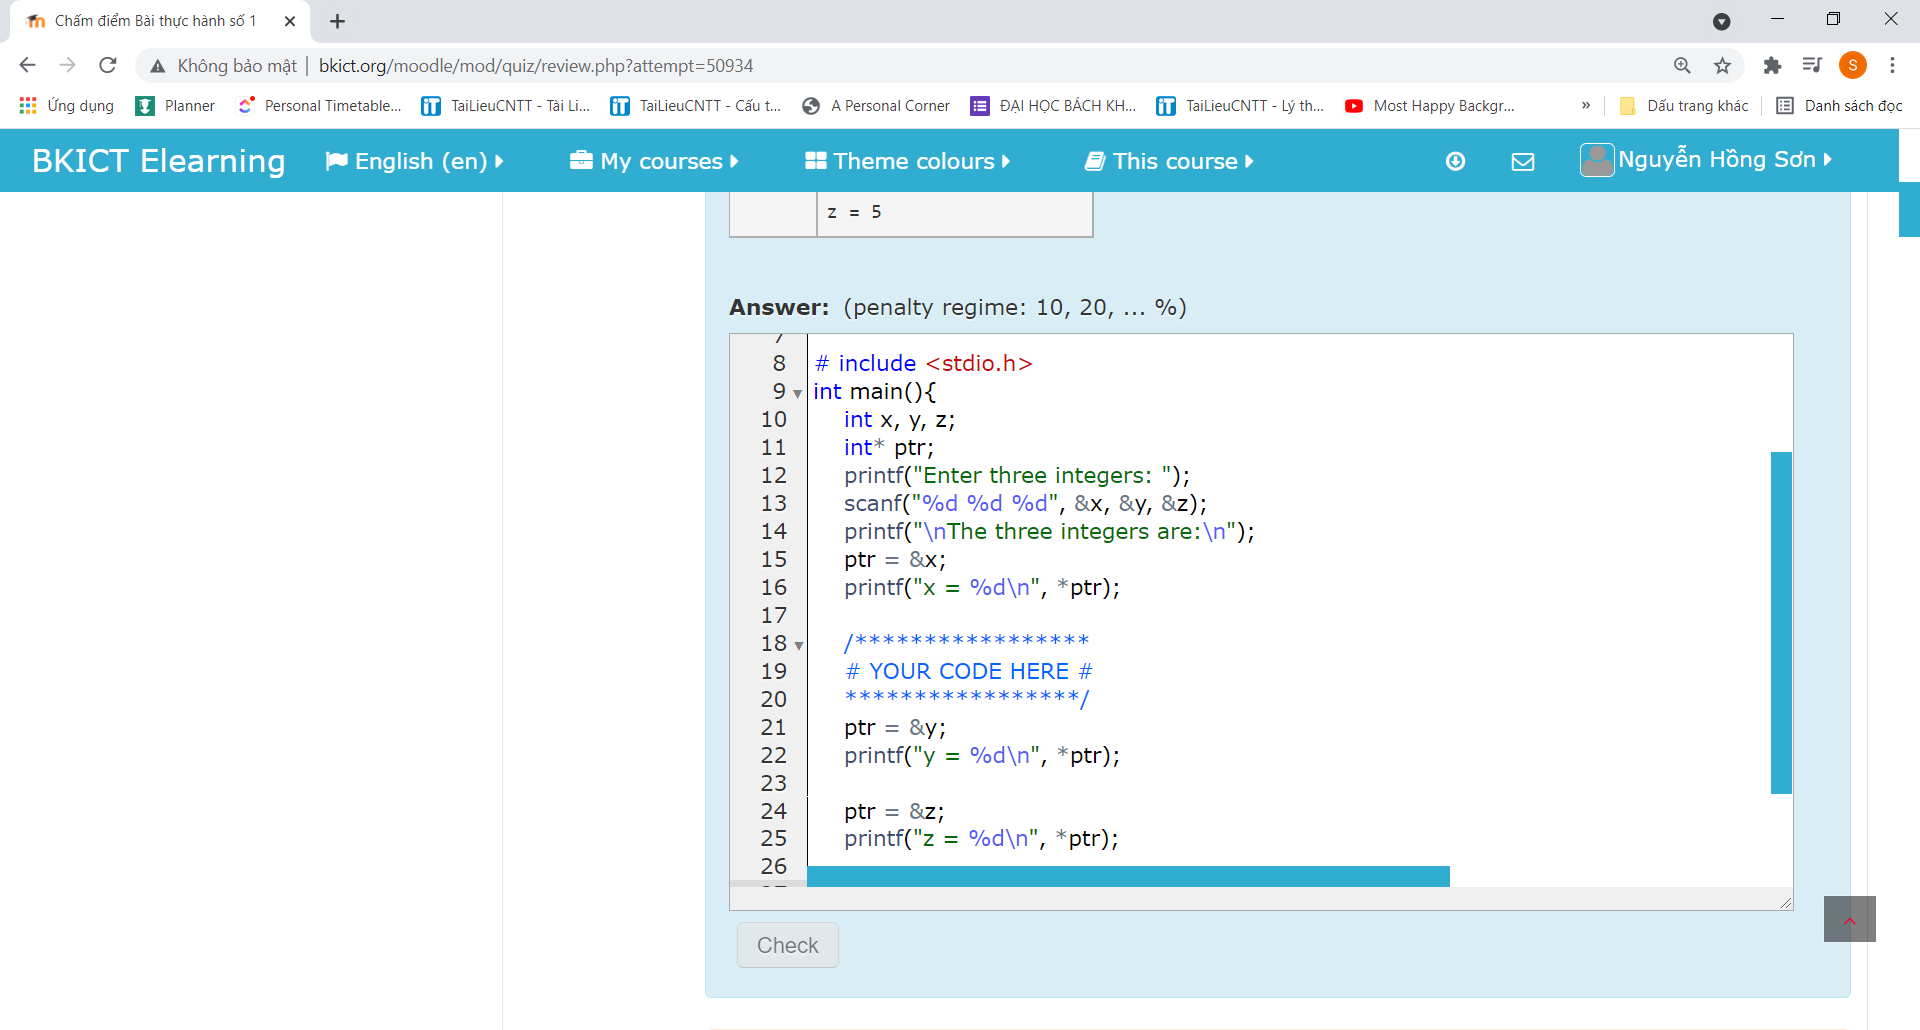 Chấm điểm Bài thực hành số 1
Không bảo mật
bkict.org/moodle/mod/quiz/review.php?attempt=50934
S
Ứng dụng
Planner
Personal Timetable...
TaiLieuCNTT - Tài Li...
TaiLieuCNTT - Cấu t...
A Personal Corner
ĐẠI HỌC BÁCH KH...
TaiLieuCNTT - Lý th...
Most Happy Backgr...
»
Dấu trang khác
Danh sách đọc
BKICT Elearning
English (en)
My courses
Theme colours
This course
Nguyễn Hồng Sơn
z = 5
Answer: (penalty regime: 10, 20, ... %)
7
8 # include <stdio.h>
9 int main(){
10 int x, y, z;
11 int* ptr;
12 printf("Enter three integers: ");
13 scanf("%d %d %d", &x, &y, &z);
14 printf("\nThe three integers are:\n");
15 ptr = &x;
16 printf("x = %d\n", *ptr);
17
18 /*****************
19 # YOUR CODE HERE #
20 *****************/
21 ptr = &y;
22 printf("y = %d\n", *ptr);
23
24 ptr = &z;
25 printf("z = %d\n", *ptr);
26
Check